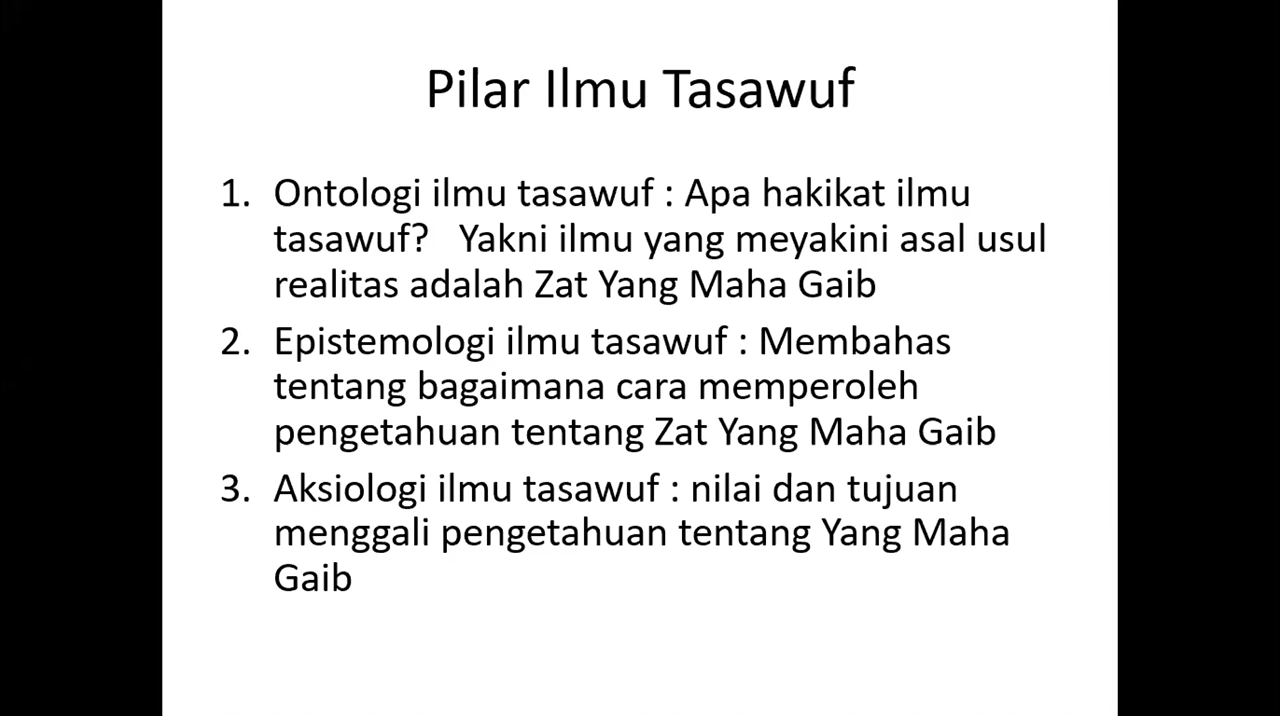 Pilar Ilmu Tasawuf
1. Ontologi ilmu tasawuf : Apa hakikat ilmu
tasawuf? Yakni ilmu yang meyakini asal usul
realitas adalah Zat Yang Maha Gaib
2. Epistemologi ilmu tasawuf : Membahas
tentang bagaimana cara memperoleh
pengetahuan tentang Zat Yang Maha Gaib
3. Aksiologi ilmu tasawuf : nilai dan tujuan
menggali pengetahuan tentang Yang Maha
Gaib